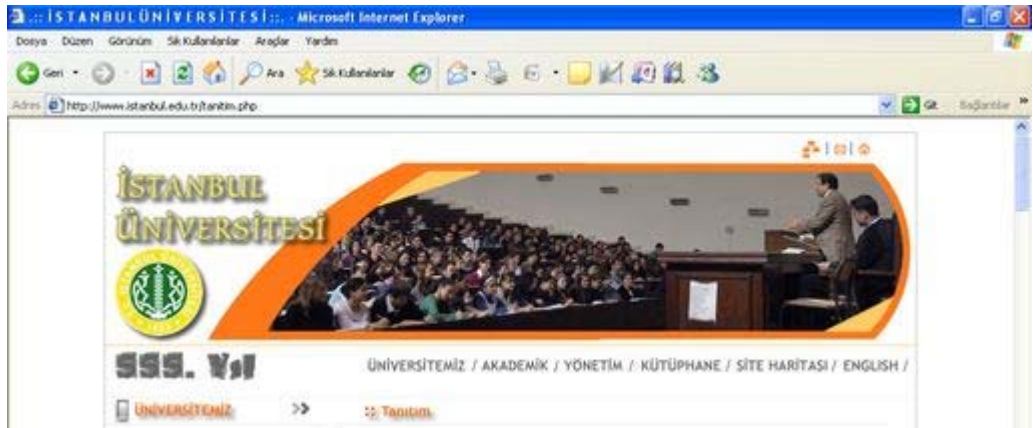 .:: İ S T A N B U L Ü N İ V E R S İ T E S İ ::. - Microsoft Internet Explorer
Dosya Düzen Görünüm Sık Kullanılanlar Araçlar Yardım
Geri Ara Sık Kullanılanlar
Adres http://www.istanbul.edu.tr/tanitim.php Git Bağlantılar »
İSTANBUL
ÜNİVERSİTESİ
555. Yıl
ÜNİVERSİTEMİZ / AKADEMİK / YÖNETİM / KÜTÜPHANE / SİTE HARİTASI / ENGLISH /
ÜNİVERSİTEMİZ >> :: Tanıtım